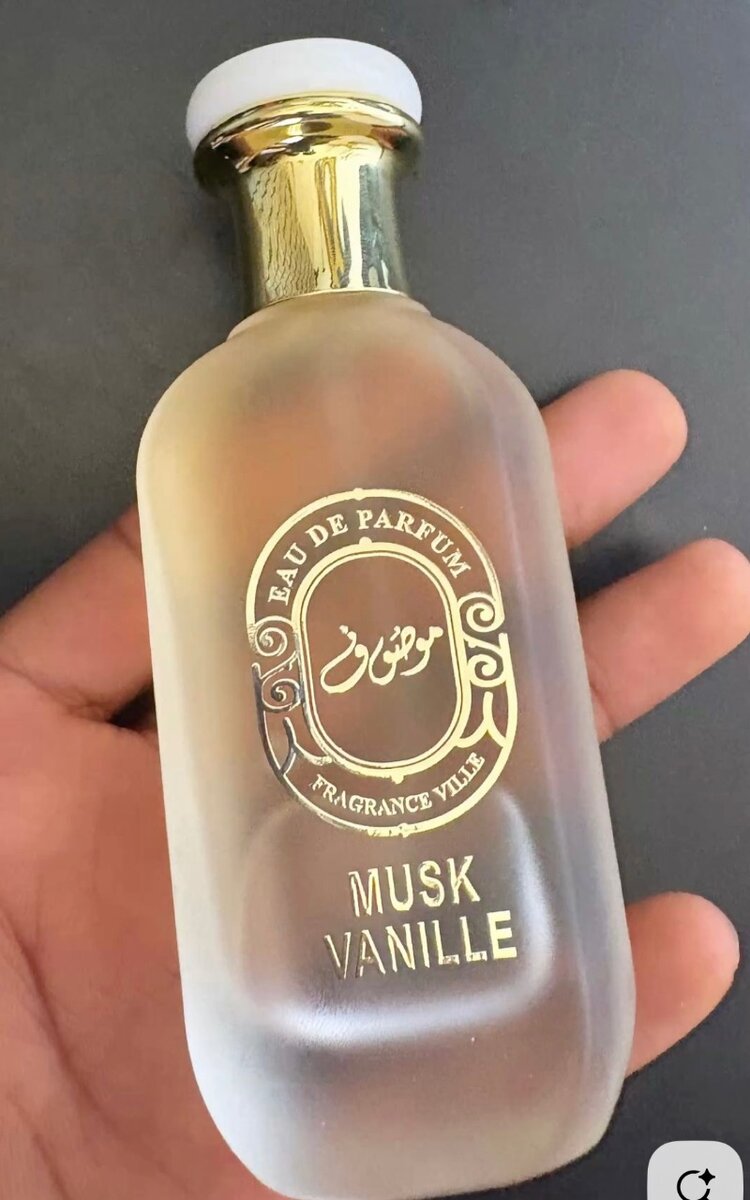 EAU DE PARFUM
موصوف
FRAGRANCE VILLE
MUSK
VANILLE